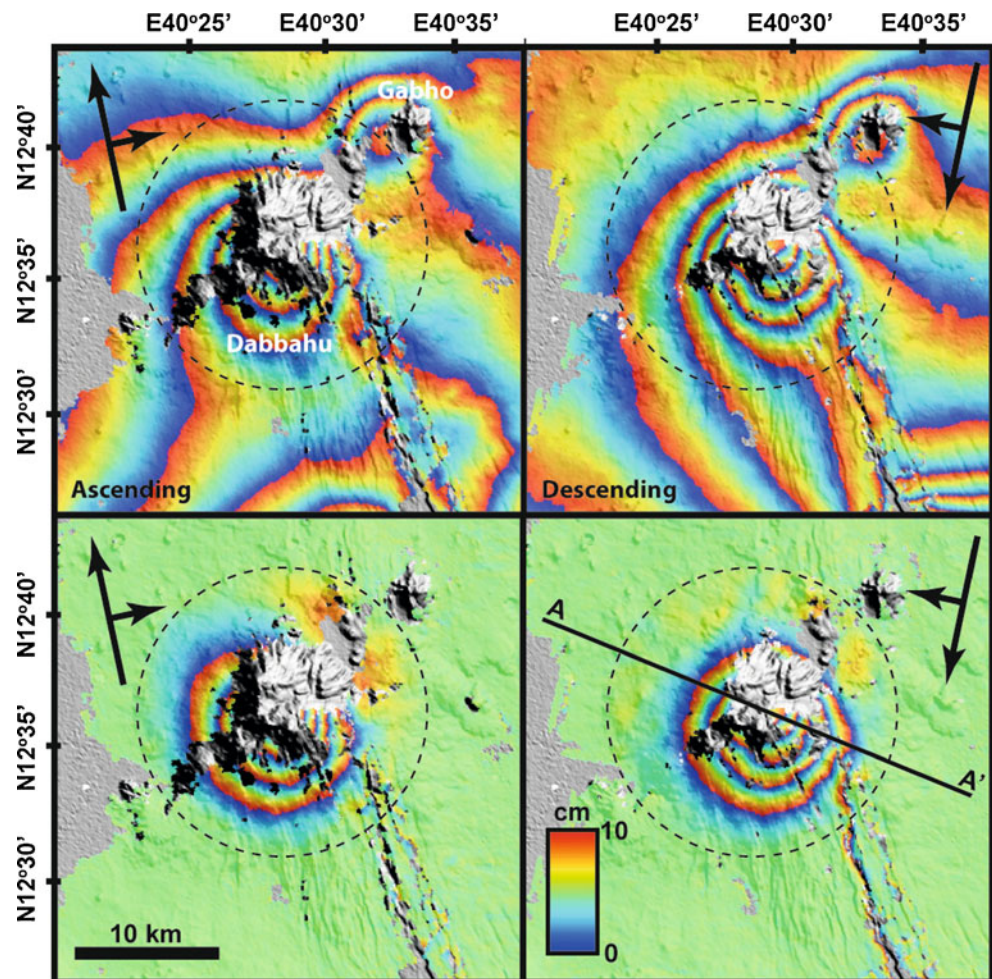 E40°25’ E40°30’ E40°35’ E40°25’ E40°30’ E40°35’
N12°40’
N12°35’
N12°30’
Gabho
Dabbahu
Ascending
Descending
N12°40’
N12°35’
N12°30’
10 km
A
A’
cm
10
0